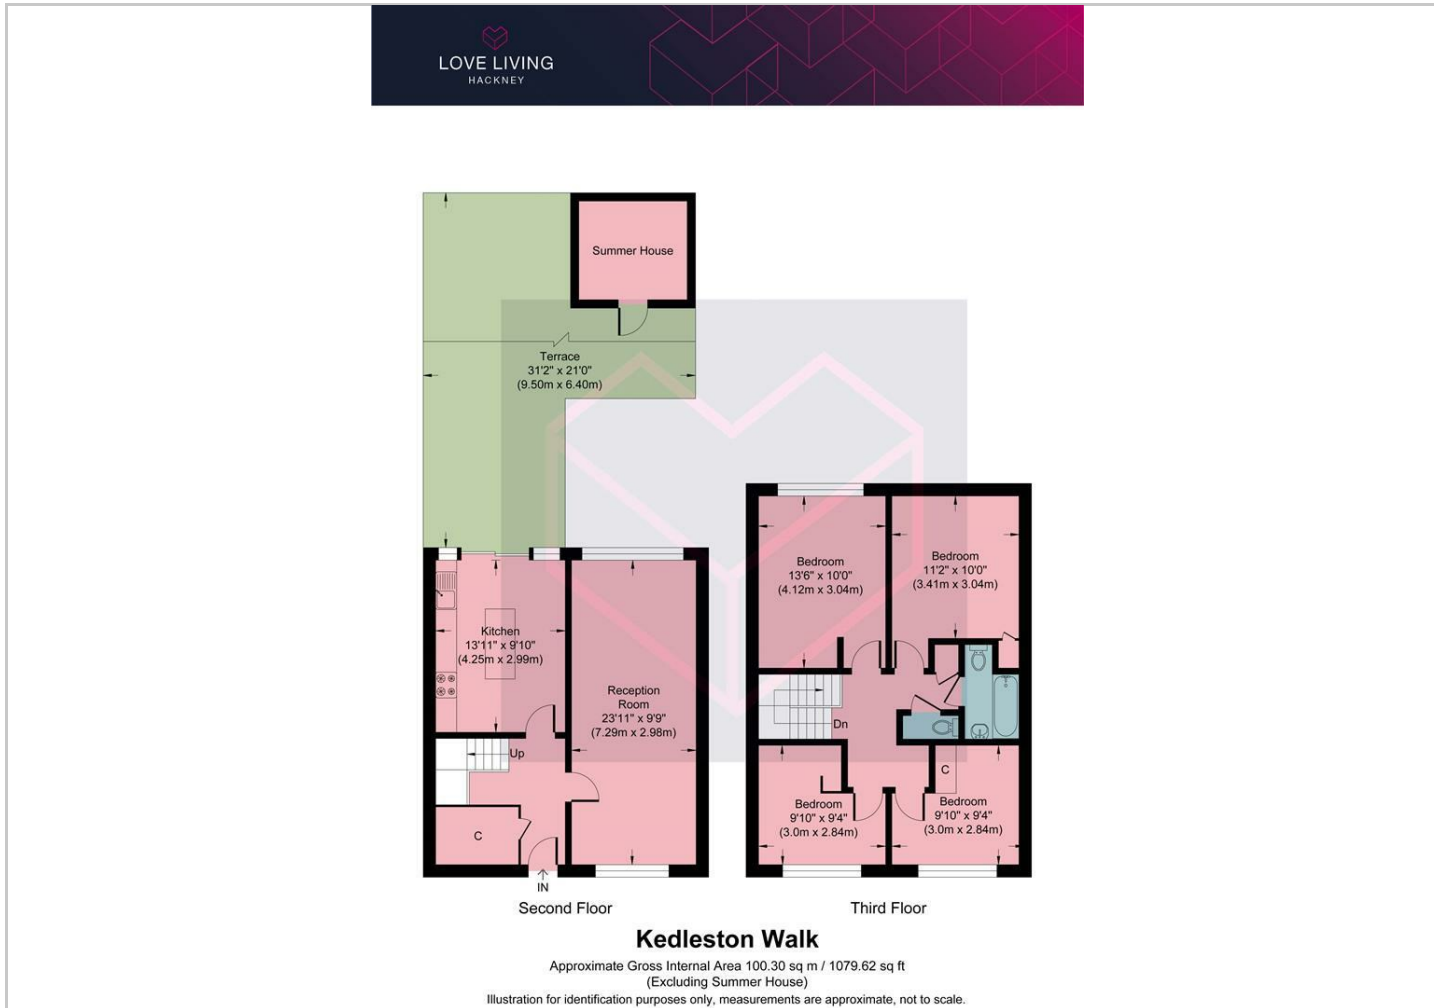 LOVE LIVING
HACKNEY
Summer House
Terrace
31'2" x 21'0"
(9.50m x 6.40m)
Kitchen
13'11" x 9'10"
(4.25m x 2.99m)
Reception
Room
23'11" x 9'9"
(7.29m x 2.98m)
Up
C
IN
Second Floor
Bedroom
13'6" x 10'0"
(4.12m x 3.04m)
Bedroom
11'2" x 10'0"
(3.41m x 3.04m)
Dn
C
Bedroom
9'10" x 9'4"
(3.0m x 2.84m)
Bedroom
9'10" x 9'4"
(3.0m x 2.84m)
Third Floor
Kedleston Walk
Approximate Gross Internal Area 100.30 sq m / 1079.62 sq ft
(Excluding Summer House)
Illustration for identification purposes only, measurements are approximate, not to scale.